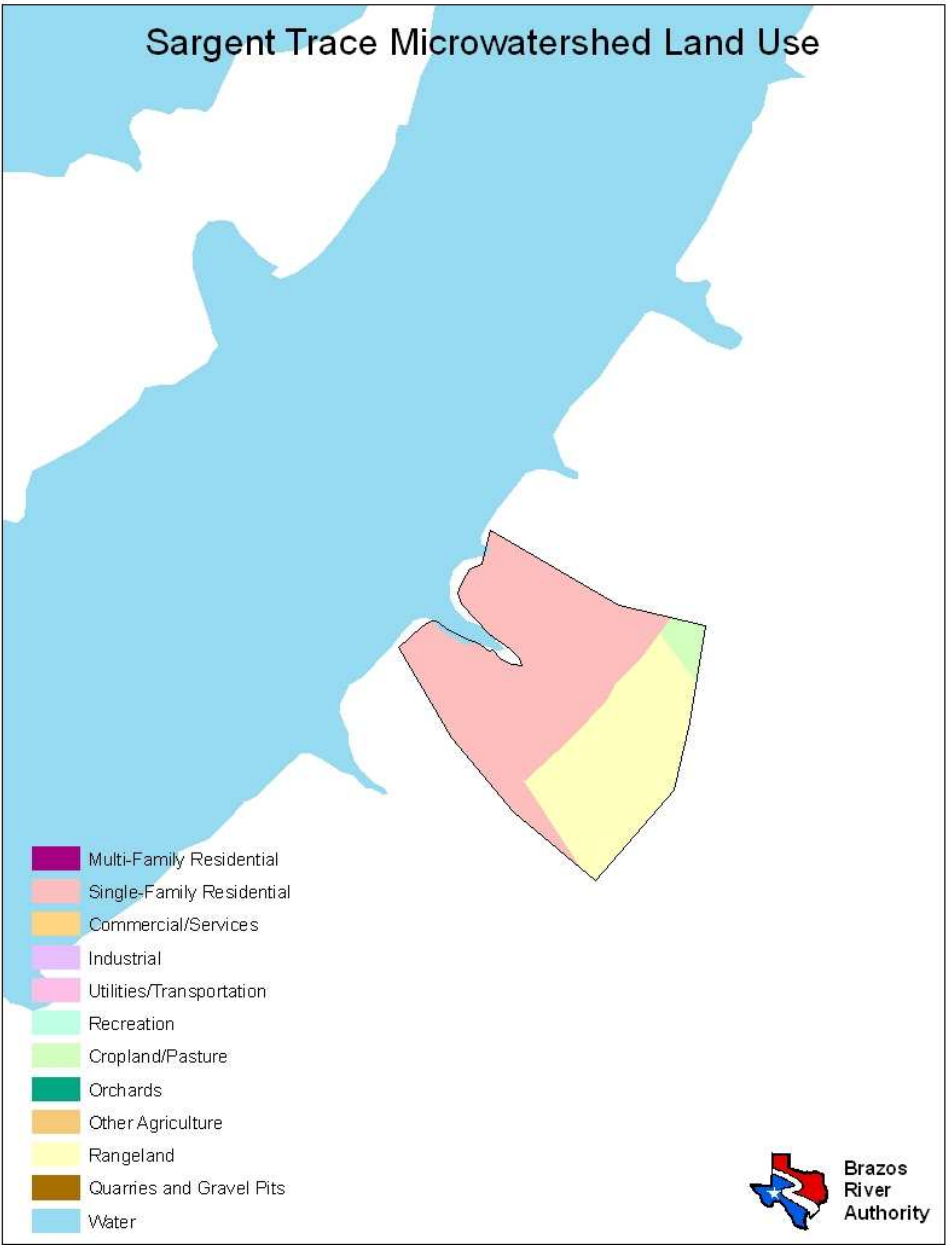 Sargent Trace Microwatershed Land Use
Multi-Family Residential
Single-Family Residential
Commercial/Services
Industrial
Utilities/Transportation
Recreation
Cropland/Pasture
Orchards
Other Agriculture
Rangeland
Quarries and Gravel Pits
Water
Brazos
River
Authority